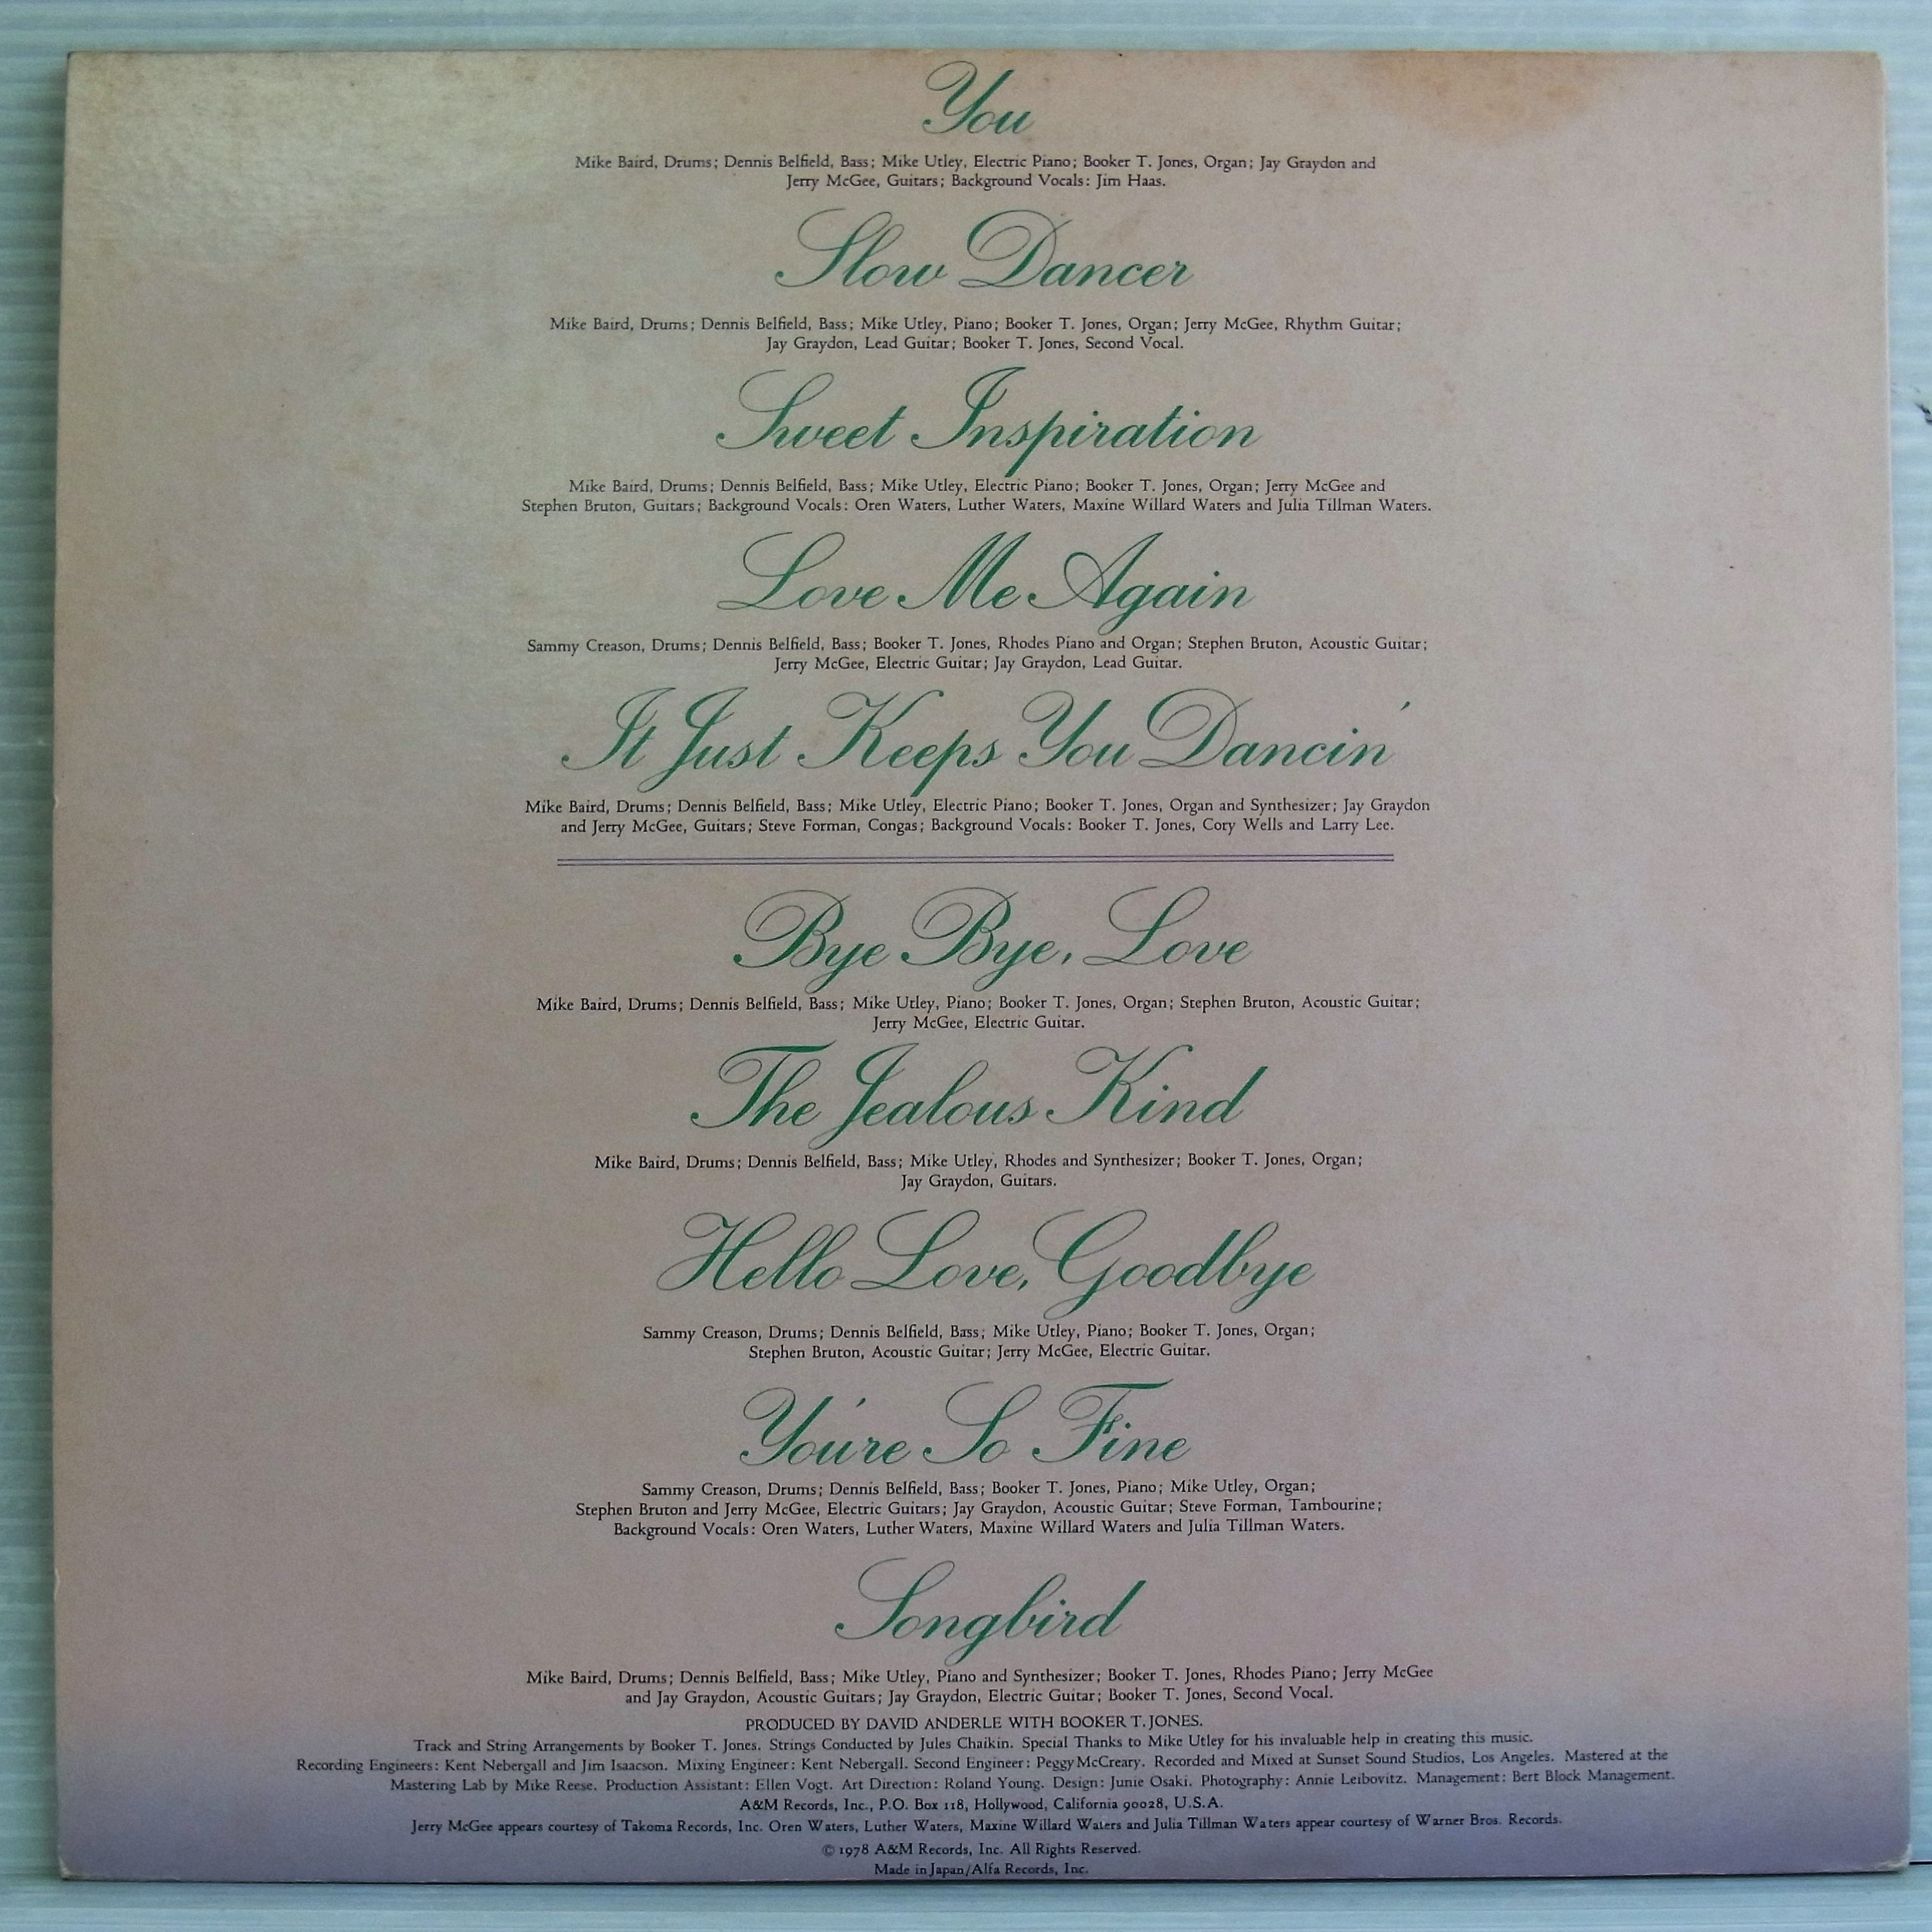 You
Mike Baird, Drums; Dennis Belfield, Bass; Mike Utley, Electric Piano; Booker T. Jones, Organ; Jay Graydon and
Jerry McGee, Guitars; Background Vocals: Jim Haas.
Slow Dancer
Mike Baird, Drums; Dennis Belfield, Bass; Mike Utley, Piano; Booker T. Jones, Organ; Jerry McGee, Rhythm Guitar;
Jay Graydon, Lead Guitar; Booker T. Jones, Second Vocal.
Sweet Inspiration
Mike Baird, Drums; Dennis Belfield, Bass; Mike Utley, Electric Piano; Booker T. Jones, Organ; Jerry McGee and
Stephen Bruton, Guitars; Background Vocals: Oren Waters, Luther Waters, Maxine Willard Waters and Julia Tillman Waters.
Love Me Again
Sammy Creason, Drums; Dennis Belfield, Bass; Booker T. Jones, Rhodes Piano and Organ; Stephen Bruton, Acoustic Guitar;
Jerry McGee, Electric Guitar; Jay Graydon, Lead Guitar.
It Just Keeps You Dancin'
Mike Baird, Drums; Dennis Belfield, Bass; Mike Utley, Electric Piano; Booker T. Jones, Organ and Synthesizer; Jay Graydon
and Jerry McGee, Guitars; Steve Forman, Congas; Background Vocals: Booker T. Jones, Cory Wells and Larry Lee.
Bye Bye, Love
Mike Baird, Drums; Dennis Belfield, Bass; Mike Utley, Piano; Booker T. Jones, Organ; Stephen Bruton, Acoustic Guitar;
Jerry McGee, Electric Guitar.
The Jealous Kind
Mike Baird, Drums; Dennis Belfield, Bass; Mike Utley, Rhodes and Synthesizer; Booker T. Jones, Organ;
Jay Graydon, Guitars.
Hello Love, Goodbye
Sammy Creason, Drums; Dennis Belfield, Bass; Mike Utley, Piano; Booker T. Jones, Organ;
Stephen Bruton, Acoustic Guitar; Jerry McGee, Electric Guitar.
You're So Fine
Sammy Creason, Drums; Dennis Belfield, Bass; Booker T. Jones, Piano; Mike Utley, Organ;
Stephen Bruton and Jerry McGee, Electric Guitars; Jay Graydon, Acoustic Guitar; Steve Forman, Tambourine;
Background Vocals: Oren Waters, Luther Waters, Maxine Willard Waters and Julia Tillman Waters.
Songbird
Mike Baird, Drums; Dennis Belfield, Bass; Mike Utley, Piano and Synthesizer; Booker T. Jones, Rhodes Piano; Jerry McGee
and Jay Graydon, Acoustic Guitars; Jay Graydon, Electric Guitar; Booker T. Jones, Second Vocal.
PRODUCED BY DAVID ANDERLE WITH BOOKER T. JONES.
Track and String Arrangements by Booker T. Jones. Strings Conducted by Jules Chaikin. Special Thanks to Mike Utley for his invaluable help in creating this music.
Recording Engineers: Kent Nebergall and Jim Isaacson. Mixing Engineer: Kent Nebergall. Second Engineer: Peggy McCreary. Recorded and Mixed at Sunset Sound Studios, Los Angeles. Mastered at the
Mastering Lab by Mike Reese. Production Assistant: Ellen Vogt. Art Direction: Roland Young. Design: Junie Osaki. Photography: Annie Leibovitz. Management: Bert Block Management.
A&M Records, Inc., P.O. Box 118, Hollywood, California 90028, U.S.A.
Jerry McGee appears courtesy of Takoma Records, Inc. Oren Waters, Luther Waters, Maxine Willard Waters and Julia Tillman Waters appear courtesy of Warner Bros. Records.
© 1978 A&M Records, Inc. All Rights Reserved.
Made in Japan/Alfa Records, Inc.